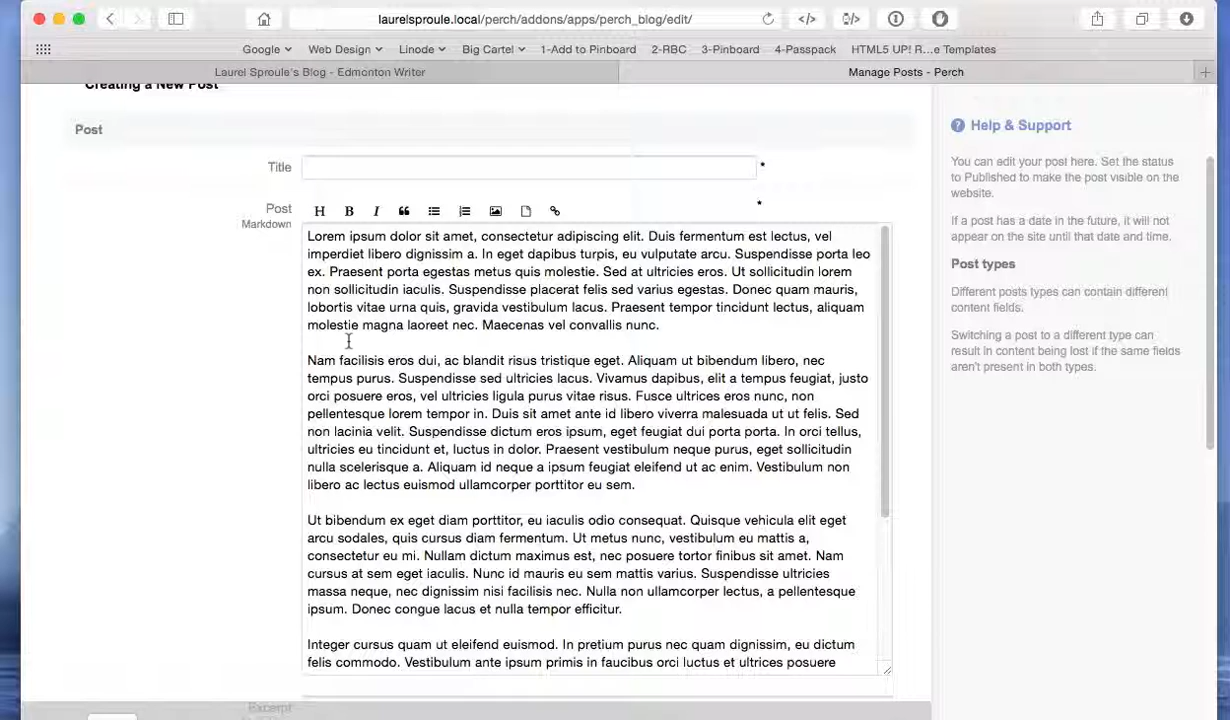 laurelsproule.local/perch/addons/apps/perch_blog/edit/
Google Web Design Linode Big Cartel 1-Add to Pinboard 2-RBC 3-Pinboard 4-Passpack HTML5 UP! R...e Templates
Laurel Sproule's Blog - Edmonton Writer
Manage Posts - Perch
Creating a New Post
Post
Title
*
Post
Markdown
H B I
*
Lorem ipsum dolor sit amet, consectetur adipiscing elit. Duis fermentum est lectus, vel
imperdiet libero dignissim a. In eget dapibus turpis, eu vulputate arcu. Suspendisse porta leo
ex. Praesent porta egestas metus quis molestie. Sed at ultricies eros. Ut sollicitudin lorem
non sollicitudin iaculis. Suspendisse placerat felis sed varius egestas. Donec quam mauris,
lobortis vitae urna quis, gravida vestibulum lacus. Praesent tempor tincidunt lectus, aliquam
molestie magna laoreet nec. Maecenas vel convallis nunc.
Nam facilisis eros dui, ac blandit risus tristique eget. Aliquam ut bibendum libero, nec
tempus purus. Suspendisse sed ultricies lacus. Vivamus dapibus, elit a tempus feugiat, justo
orci posuere eros, vel ultricies ligula purus vitae risus. Fusce ultrices eros nunc, non
pellentesque lorem tempor in. Duis sit amet ante id libero viverra malesuada ut ut felis. Sed
non lacinia velit. Suspendisse dictum eros ipsum, eget feugiat dui porta porta. In orci tellus,
ultricies eu tincidunt et, luctus in dolor. Praesent vestibulum neque purus, eget sollicitudin
nulla scelerisque a. Aliquam id neque a ipsum feugiat eleifend ut ac enim. Vestibulum non
libero ac lectus euismod ullamcorper porttitor eu sem.
Ut bibendum ex eget diam porttitor, eu iaculis odio consequat. Quisque vehicula elit eget
arcu sodales, quis cursus diam fermentum. Ut metus nunc, vestibulum eu mattis a,
consectetur eu mi. Nullam dictum maximus est, nec posuere tortor finibus sit amet. Nam
cursus at sem eget iaculis. Nunc id mauris eu sem mattis varius. Suspendisse ultricies
massa neque, nec dignissim nisi facilisis nec. Nulla non ullamcorper lectus, a pellentesque
ipsum. Donec congue lacus et nulla tempor efficitur.
Integer cursus quam ut eleifend euismod. In pretium purus nec quam dignissim, eu dictum
felis commodo. Vestibulum ante ipsum primis in faucibus orci luctus et ultrices posuere
Excerpt
Help & Support
You can edit your post here. Set the status
to Published to make the post visible on the
website.
If a post has a date in the future, it will not
appear on the site until that date and time.
Post types
Different posts types can contain different
content fields.
Switching a post to a different type can
result in content being lost if the same fields
aren't present in both types.